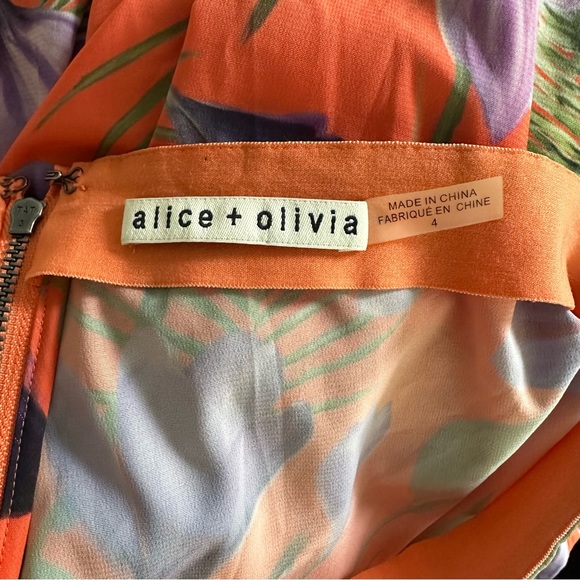 alice + olivia
MADE IN CHINA
FABRIQUÉ EN CHINE
4